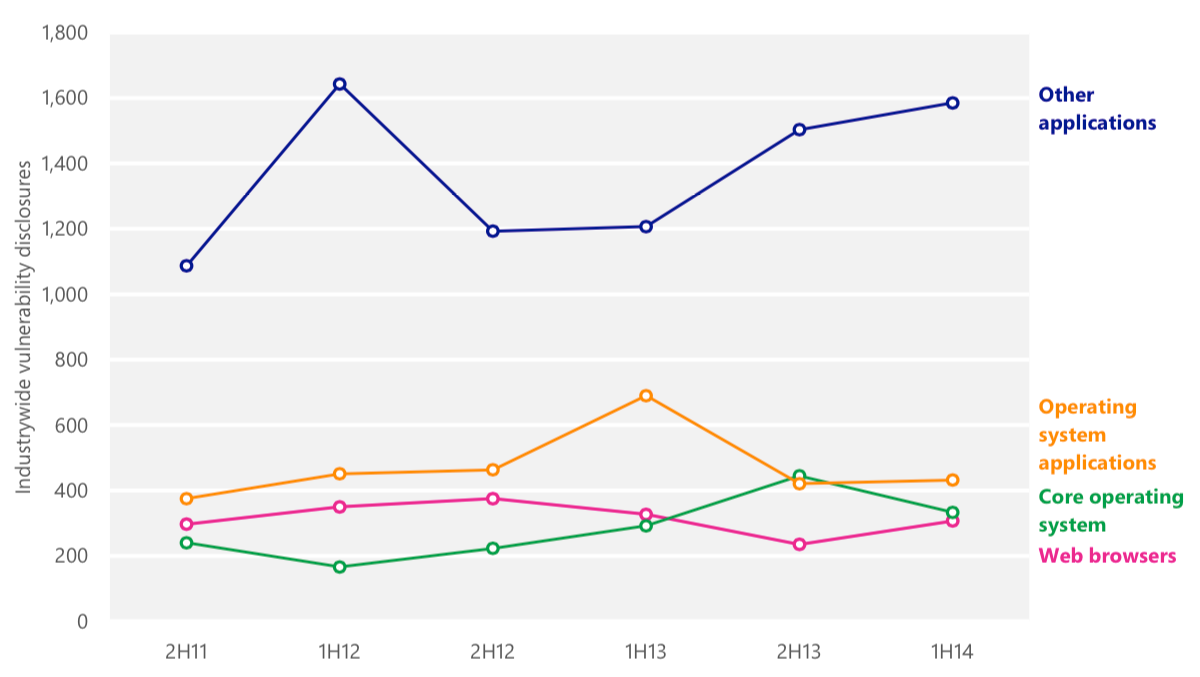 Industrywide vulnerability disclosures
1,800
1,600
1,400
1,200
1,000
800
600
400
200
0
2H11
1H12
2H12
1H13
2H13
1H14
Other
applications
Operating
system
applications
Core operating
system
Web browsers